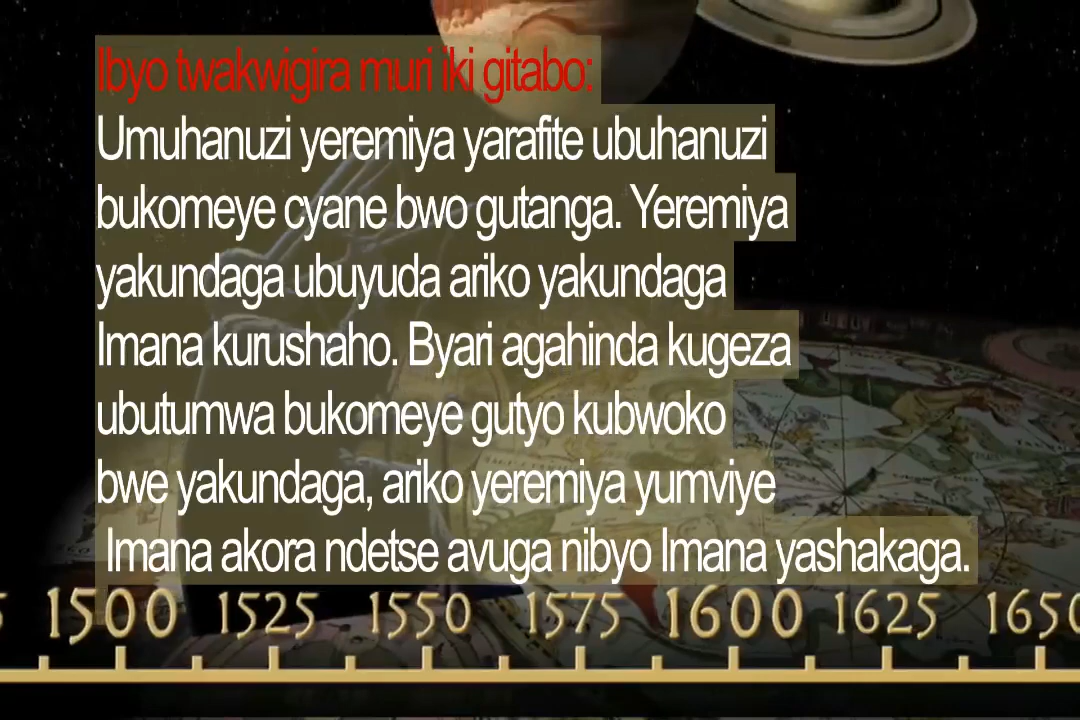 Ibyo twakwigira muri iki gitabo:
Umuhanuzi yeremiya yarafite ubuhanuzi
bukomeye cyane bwo gutanga. Yeremiya
yakundaga ubuyuda ariko yakundaga
Imana kurushaho. Byari agahinda kugeza
ubutumwa bukomeye gutyo kubwoko
bwe yakundaga, ariko yeremiya yumviye
Imana akora ndetse avuga nibyo Imana yashakaga.
1500 1525 1550 1575 1600 1625 1650